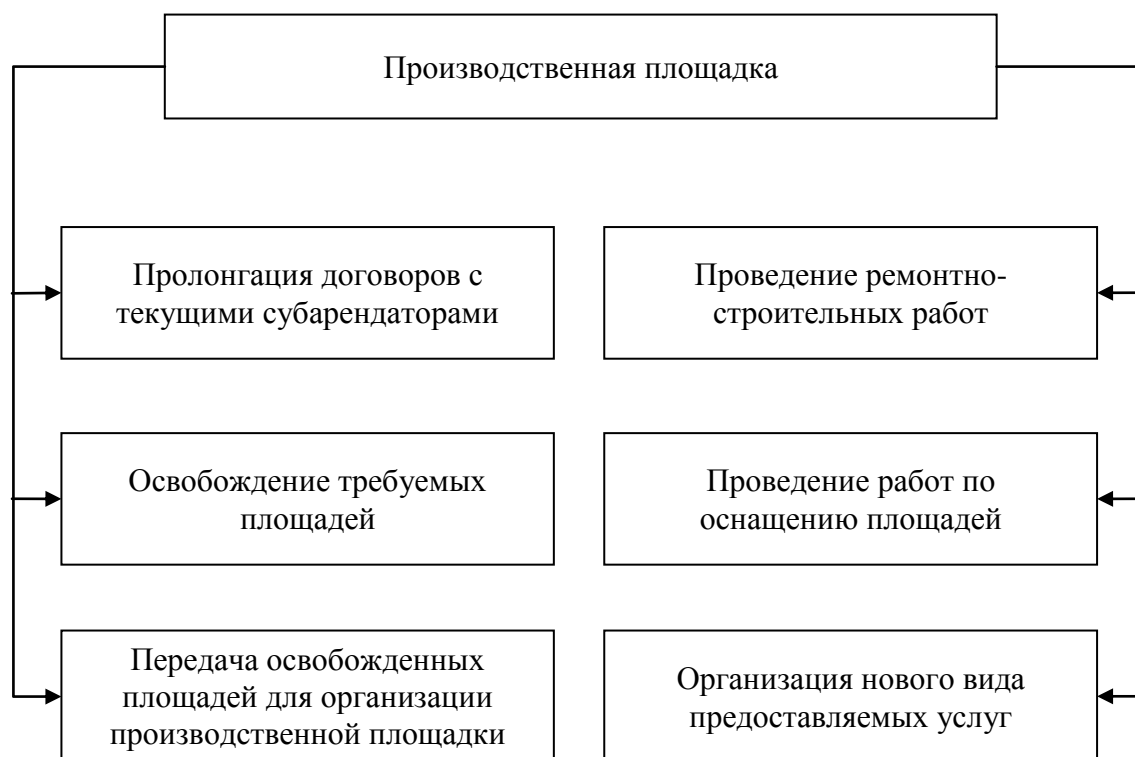 Производственная площадка
Пролонгация договоров с
текущими субарендаторами
Проведение ремонтно-
строительных работ
Освобождение требуемых
площадей
Проведение работ по
оснащению площадей
Передача освобожденных
площадей для организации
производственной площадки
Организация нового вида
предоставляемых услуг